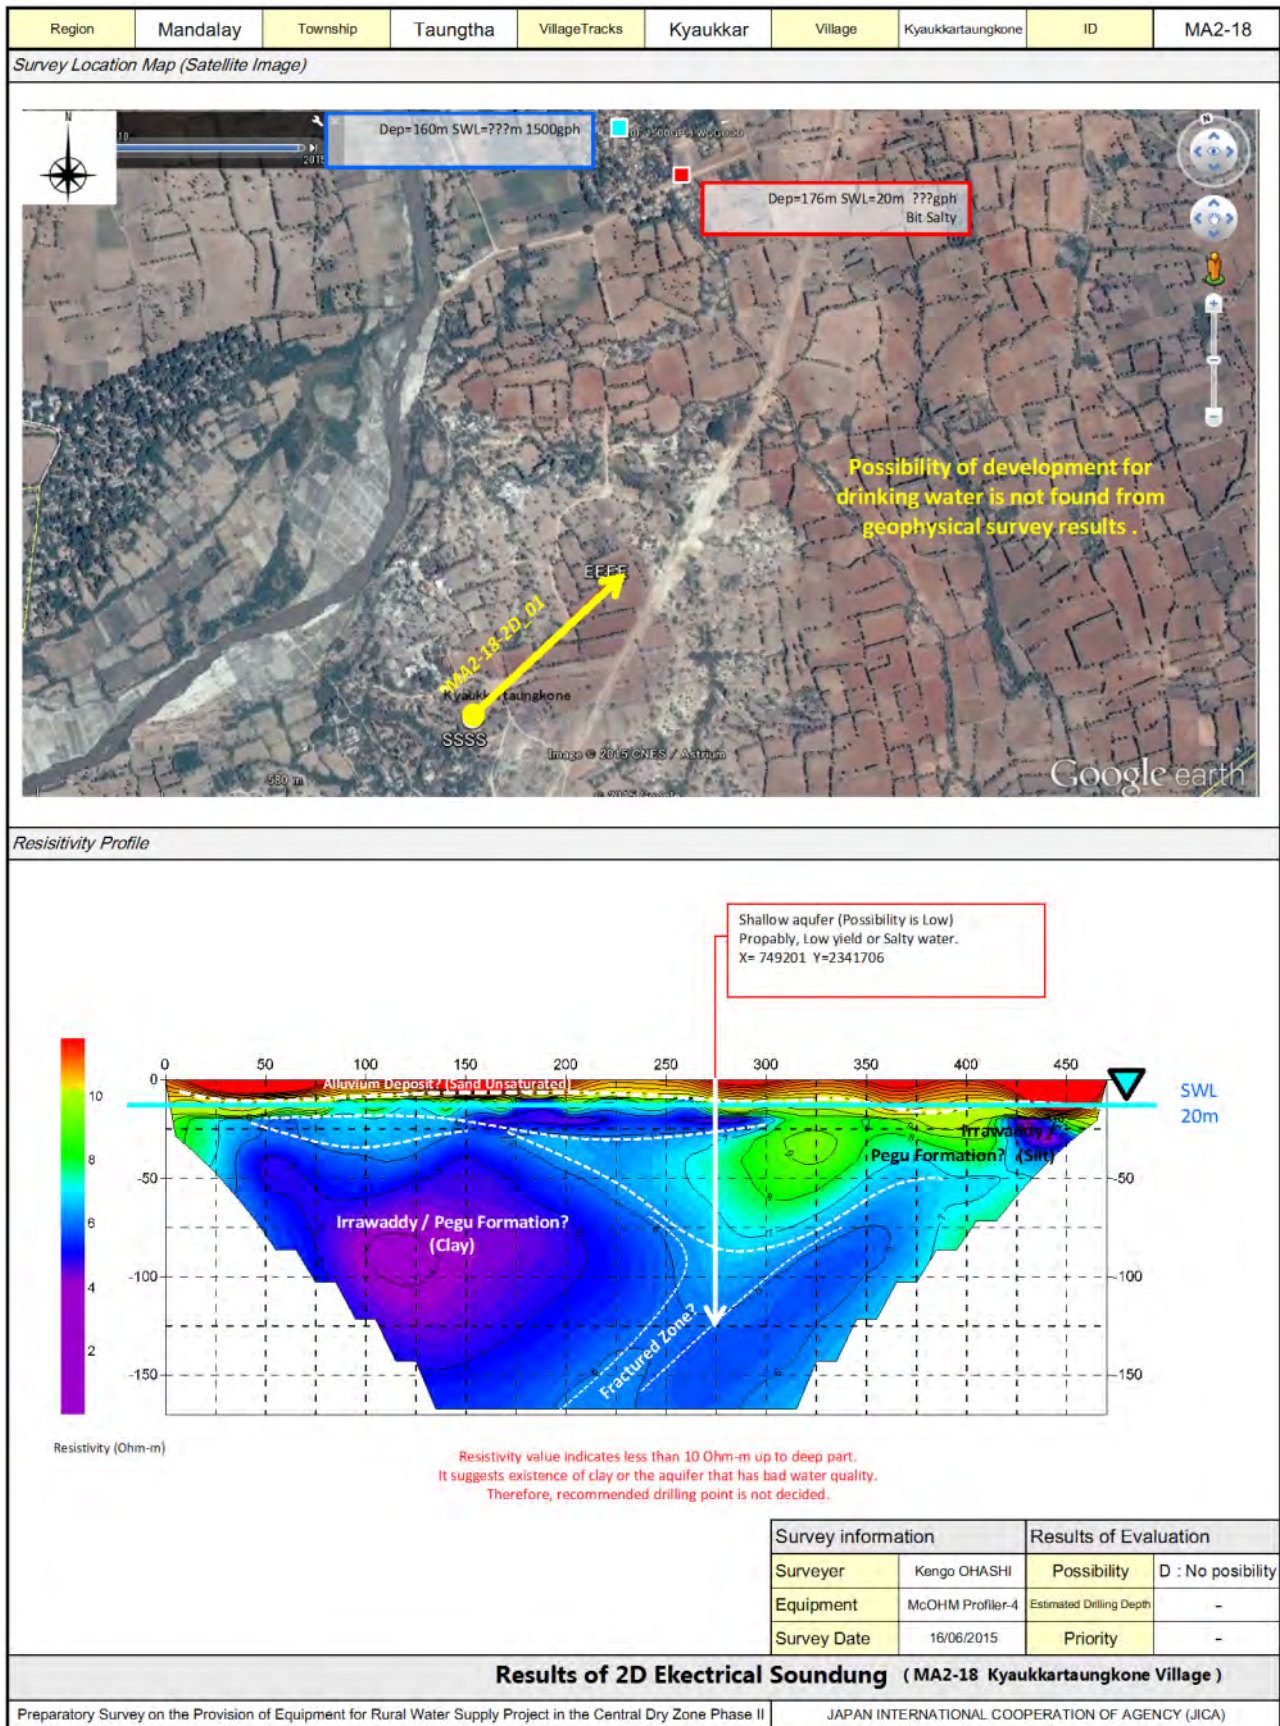 Region Mandalay Township Taungtha VillageTracks Kyaukkar Village Kyaukkartaungkone ID MA2-18
Survey Location Map (Satellite Image)
N
2015
Dep=160m SWL=???m 1500gph
Dep=176m SWL=20m ???gph
Bit Salty
N
Possibility of development for
drinking water is not found from
geophysical survey results .
EEEE
MA2-18-2D_01
Kyaukkartaungkone
SSSS
Image © 2015 CNES / Astrium
580 m
© 2015 Google
Google earth
Resisitivity Profile
Shallow aqufer (Possibility is Low)
Propably, Low yield or Salty water.
X= 749201 Y=2341706
0 50 100 150 200 250 300 350 400 450
0
Alluvium Deposit? (Sand Unsaturated)
SWL
20m
10
8
6
4
2
Irrawaddy /
Pegu Formation? (Silt)
-50 -50
Irrawaddy / Pegu Formation?
(Clay)
-100 -100
Fractured Zone?
-150 -150
Resistivity (Ohm-m)
Resistivity value indicates less than 10 Ohm-m up to deep part.
It suggests existence of clay or the aquifer that has bad water quality.
Therefore, recommended drilling point is not decided.
Survey information Results of Evaluation
Surveyor Kengo OHASHI Possibility D : No posibility
Equipment McOHM Profiler-4 Estimated Drilling Depth -
Survey Date 16/06/2015 Priority -
Results of 2D Ekectrical Soundung ( MA2-18 Kyaukkartaungkone Village )
Preparatory Survey on the Provision of Equipment for Rural Water Supply Project in the Central Dry Zone Phase II JAPAN INTERNATIONAL COOPERATION OF AGENCY (JICA)